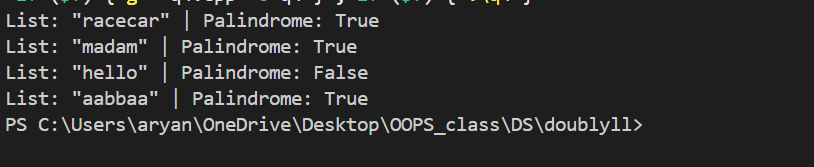 List: "racecar" | Palindrome: True
List: "madam" | Palindrome: True
List: "hello" | Palindrome: False
List: "aabbaa" | Palindrome: True
PS C:\Users\aryan\OneDrive\Desktop\OOPS_class\DS\doublyll>